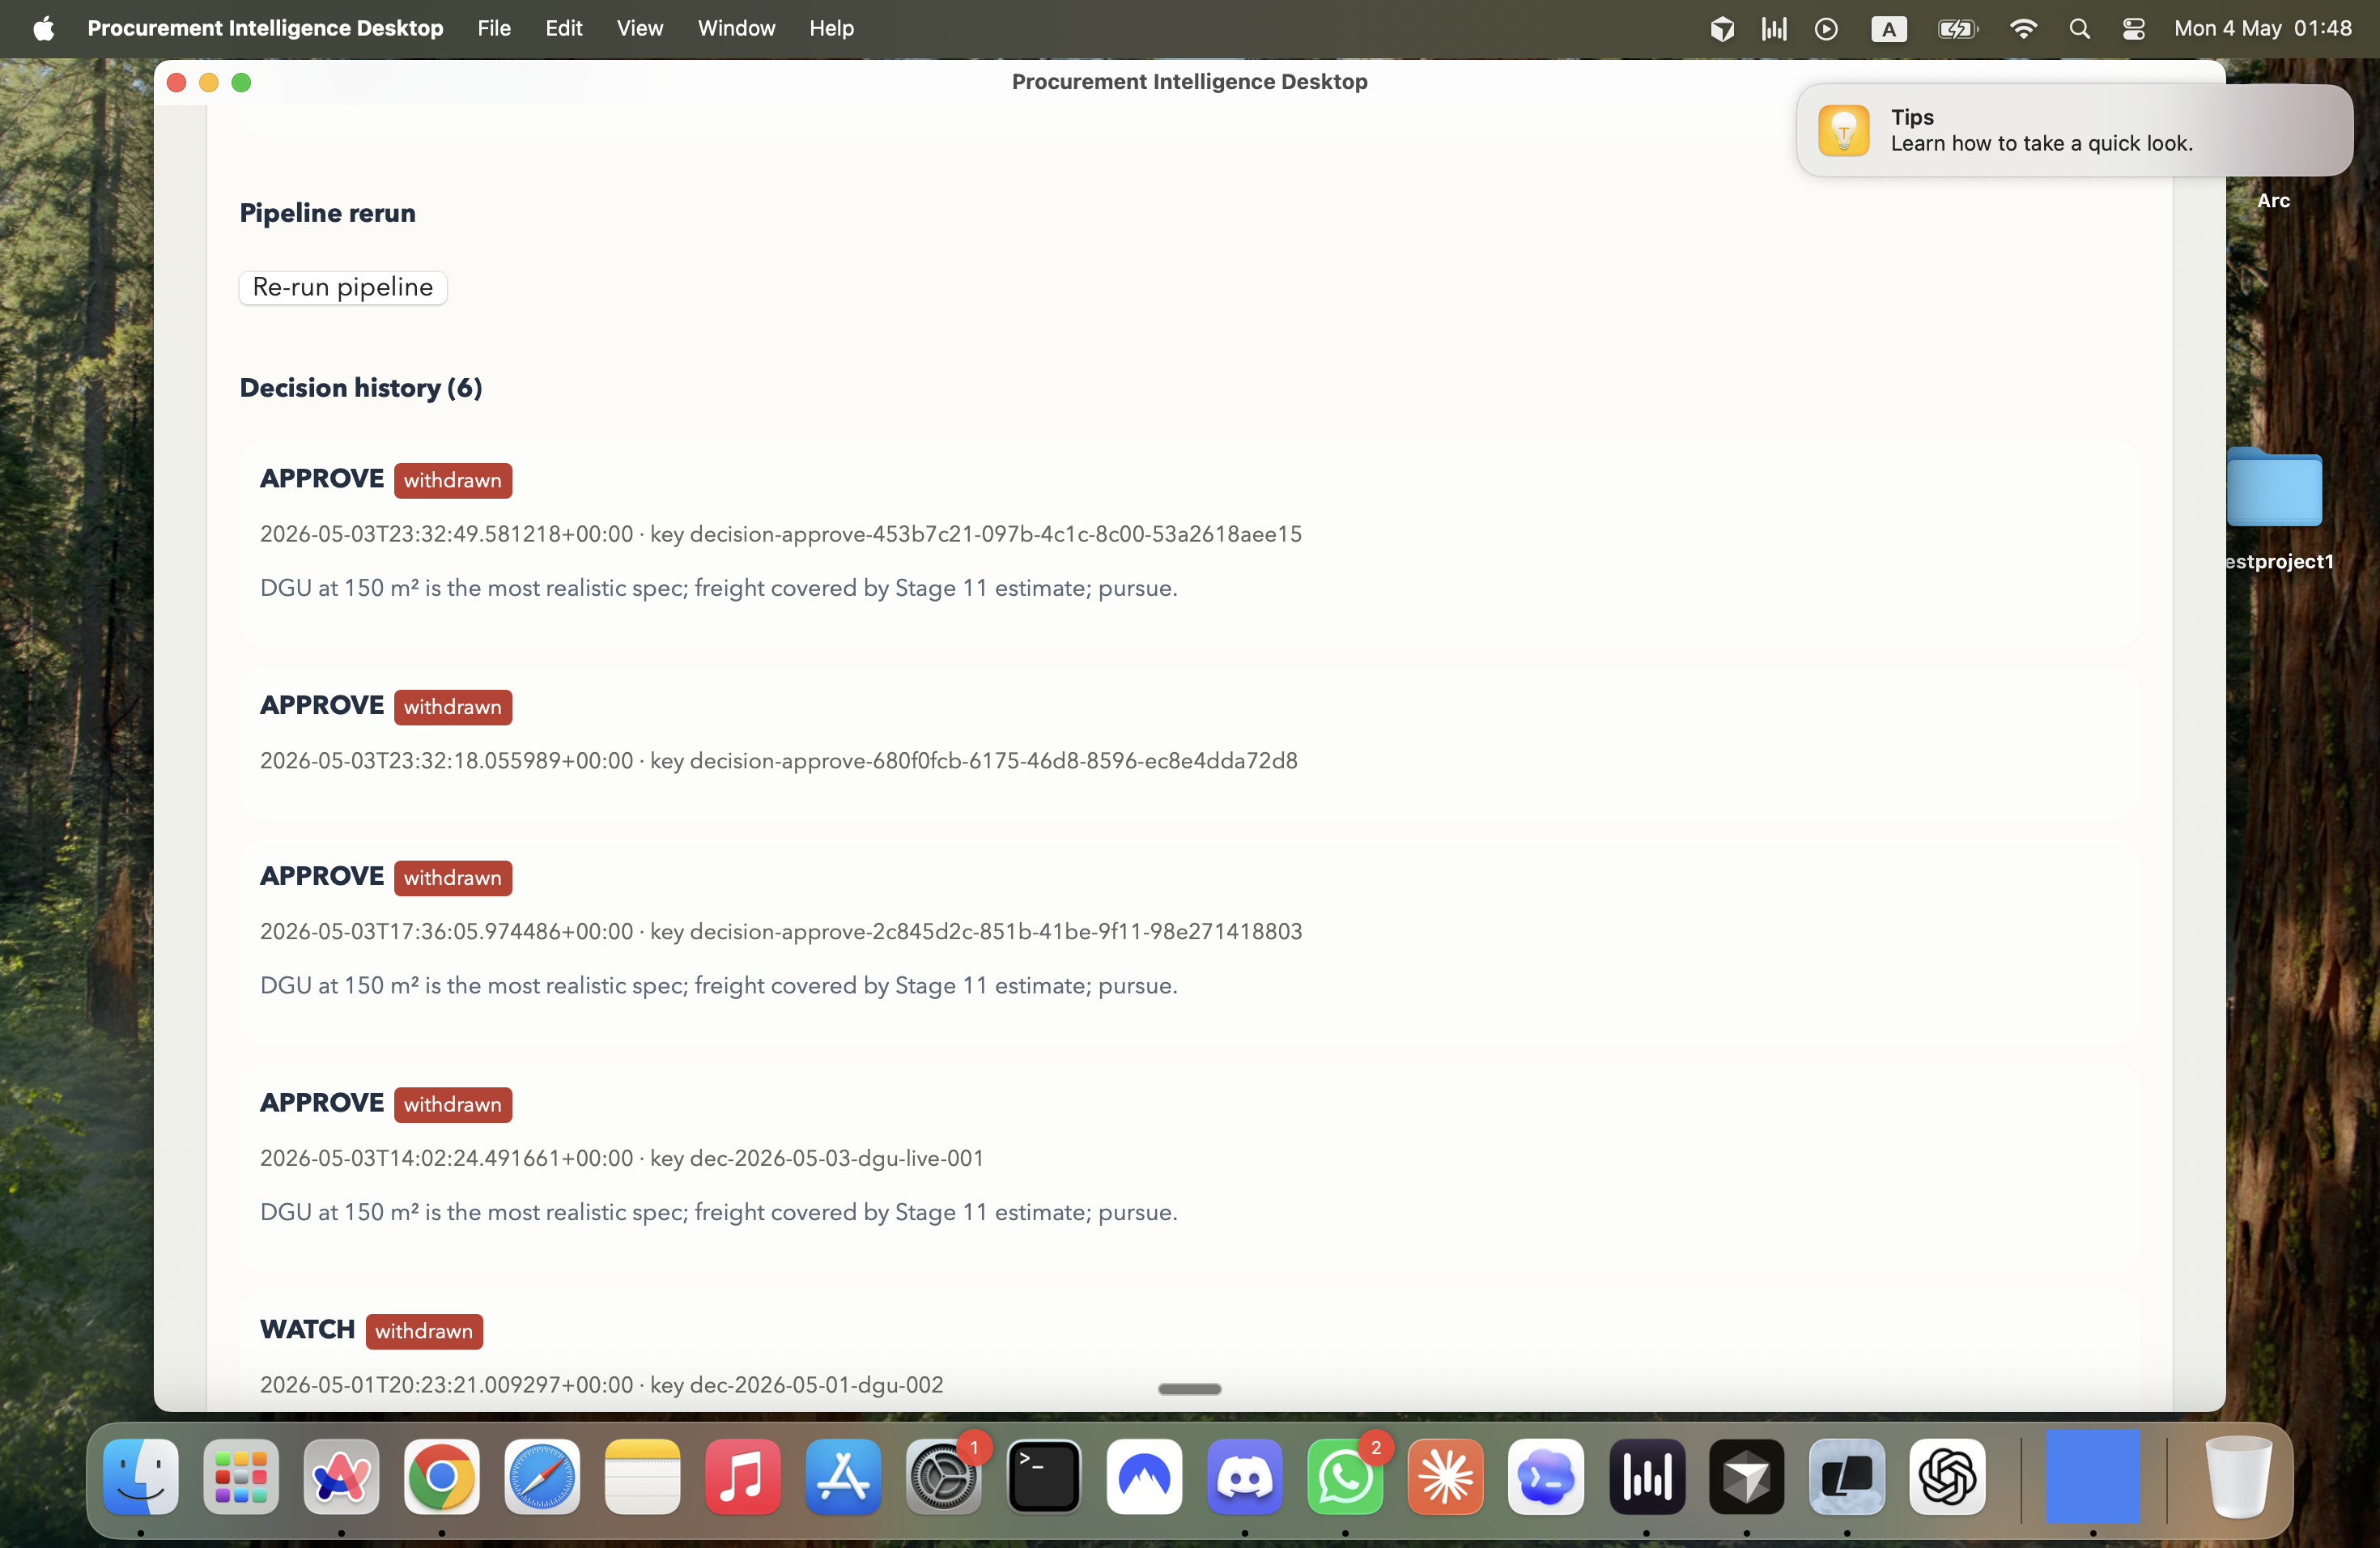 Procurement Intelligence Desktop File Edit View Window Help A Mon 4 May 01:48
Procurement Intelligence Desktop
Tips
Learn how to take a quick look.
Arc
Pipeline rerun
Re-run pipeline
Decision history (6)
APPROVE withdrawn
2026-05-03T23:32:49.581218+00:00 · key decision-approve-453b7c21-097b-4c1c-8c00-53a2618aee15
DGU at 150 m² is the most realistic spec; freight covered by Stage 11 estimate; pursue.
estproject1
APPROVE withdrawn
2026-05-03T23:32:18.055989+00:00 · key decision-approve-680f0fcb-6175-46d8-8596-ec8e4dda72d8
APPROVE withdrawn
2026-05-03T17:36:05.974486+00:00 · key decision-approve-2c845d2c-851b-41be-9f11-98e271418803
DGU at 150 m² is the most realistic spec; freight covered by Stage 11 estimate; pursue.
APPROVE withdrawn
2026-05-03T14:02:24.491661+00:00 · key dec-2026-05-03-dgu-live-001
DGU at 150 m² is the most realistic spec; freight covered by Stage 11 estimate; pursue.
WATCH withdrawn
2026-05-01T20:23:21.009297+00:00 · key dec-2026-05-01-dgu-002
1
2